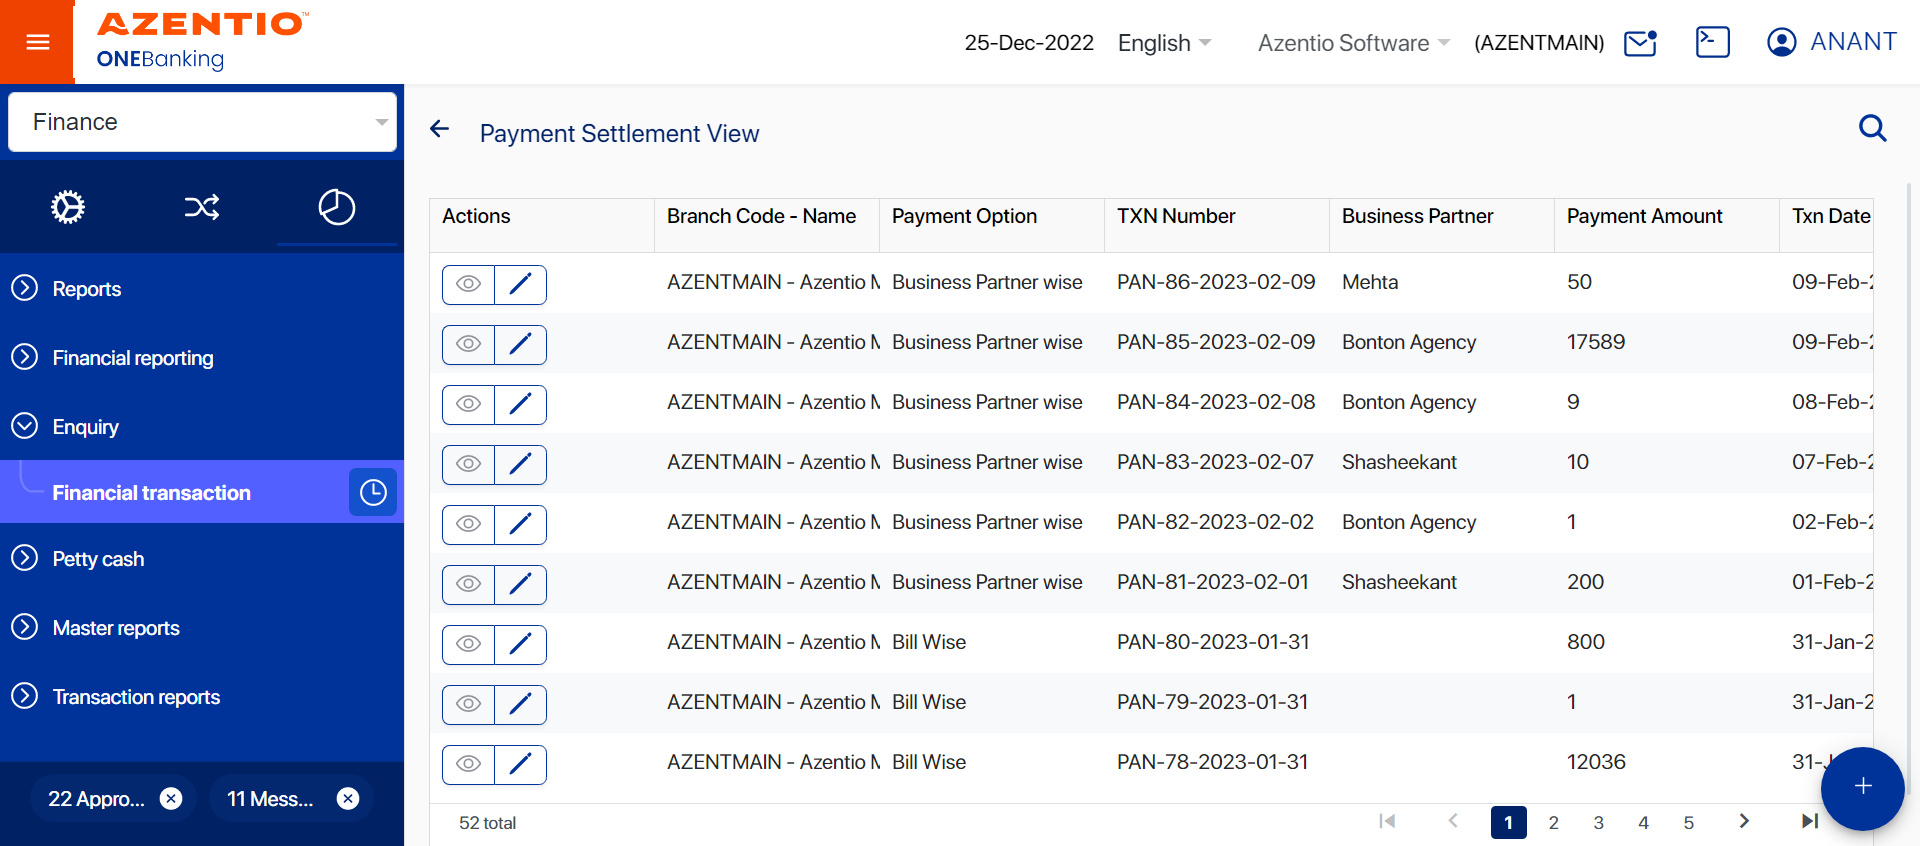 AZENTIO™
ONEBanking
25-Dec-2022 English Azentio Software (AZENTMAIN) ANANT
Finance
Reports
Financial reporting
Enquiry
Financial transaction
Petty cash
Master reports
Transaction reports
22 Appro... 11 Mess...
Payment Settlement View
Actions Branch Code - Name Payment Option TXN Number Business Partner Payment Amount Txn Date
AZENTMAIN - Azentio M Business Partner wise PAN-86-2023-02-09 Mehta 50 09-Feb-2
AZENTMAIN - Azentio M Business Partner wise PAN-85-2023-02-09 Bonton Agency 17589 09-Feb-2
AZENTMAIN - Azentio M Business Partner wise PAN-84-2023-02-08 Bonton Agency 9 08-Feb-2
AZENTMAIN - Azentio M Business Partner wise PAN-83-2023-02-07 Shasheekant 10 07-Feb-2
AZENTMAIN - Azentio M Business Partner wise PAN-82-2023-02-02 Bonton Agency 1 02-Feb-2
AZENTMAIN - Azentio M Business Partner wise PAN-81-2023-02-01 Shasheekant 200 01-Feb-2
AZENTMAIN - Azentio M Bill Wise PAN-80-2023-01-31 800 31-Jan-2
AZENTMAIN - Azentio M Bill Wise PAN-79-2023-01-31 1 31-Jan-2
AZENTMAIN - Azentio M Bill Wise PAN-78-2023-01-31 12036 31-J
52 total 1 2 3 4 5